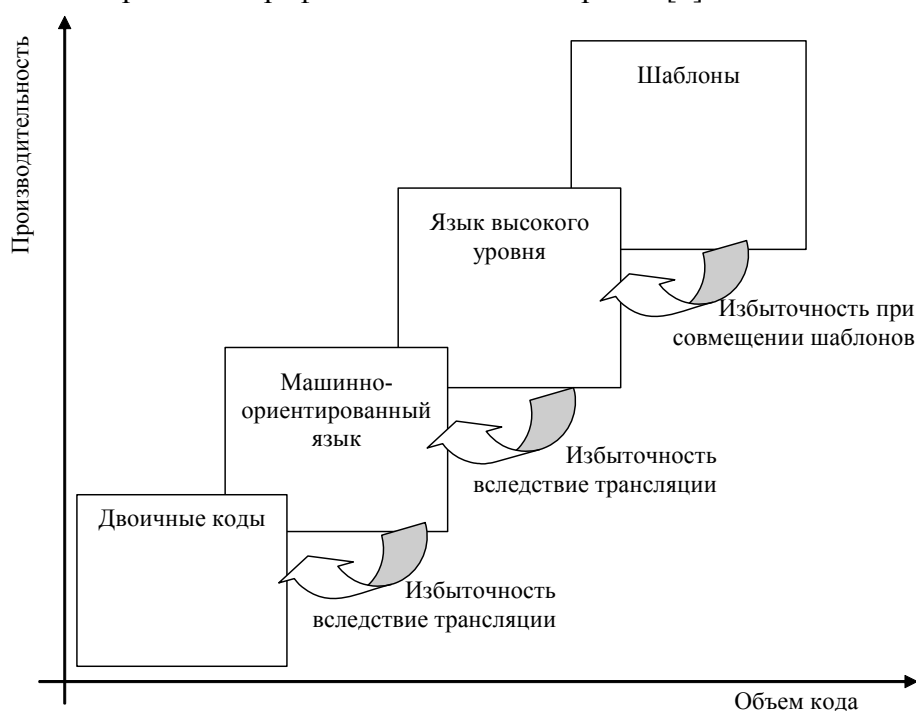 Производительность
Шаблоны
Язык высокого
уровня
Избыточность при
совмещении шаблонов
Машинно-
ориентированный
язык
Избыточность
вследствие трансляции
Двоичные коды
Избыточность
вследствие трансляции
Объем кода